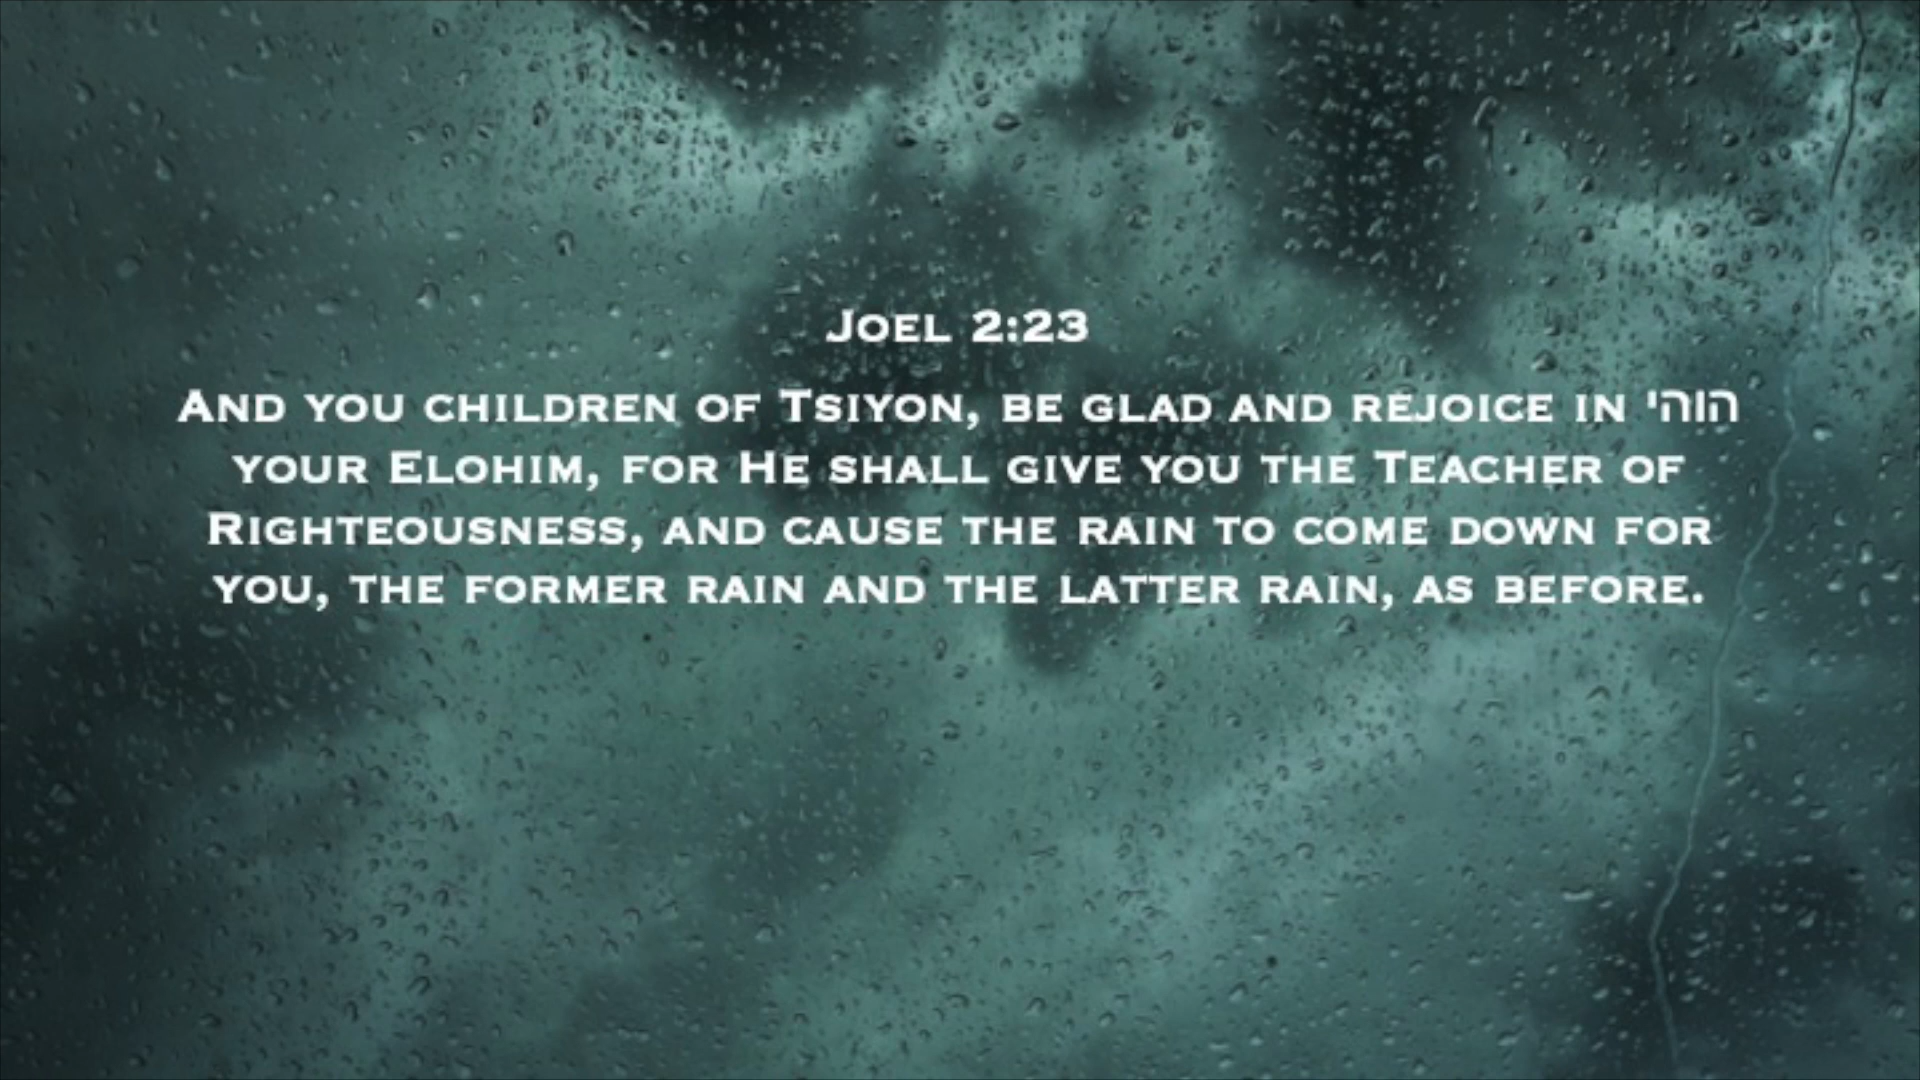 Joel 2:23
And you children of Tsiyon, be glad and rejoice in הוהי
your Elohim, for He shall give you the Teacher of
Righteousness, and cause the rain to come down for
you, the former rain and the latter rain, as before.